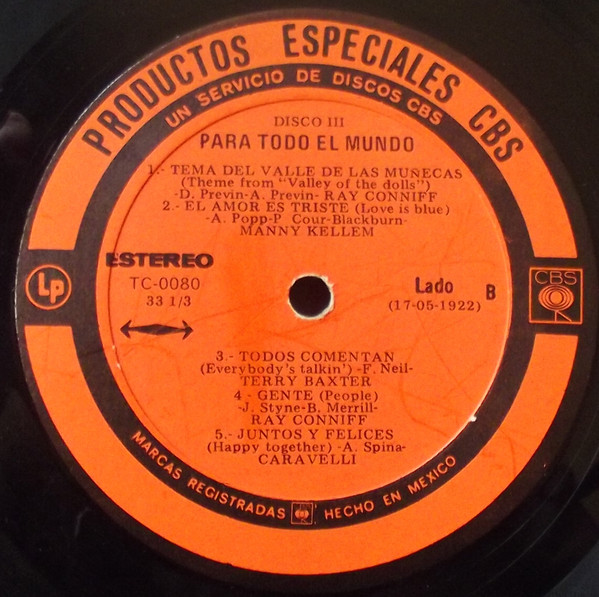 PRODUCTOS ESPECIALES CBS
UN SERVICIO DE DISCOS CBS
DISCO III
PARA TODO EL MUNDO
1.- TEMA DEL VALLE DE LAS MUÑECAS
(Theme from "Valley of the dolls")
-D. Previn-A. Previn- RAY CONNIFF
2.- EL AMOR ES TRISTE (Love is blue)
-A. Popp-P Cour-Blackburn-
MANNY KELLEM
ESTEREO
TC-0080
33 1/3
Lado B
(17-05-1922)
Lp
CBS
3.- TODOS COMENTAN
(Everybody's talkin') -F. Neil-
TERRY BAXTER
4 - GENTE (People)
-J. Styne-B. Merrill-
RAY CONNIFF
5.- JUNTOS Y FELICES
(Happy together) -A. Spina-
CARAVELLI
MARCAS REGISTRADAS HECHO EN MEXICO